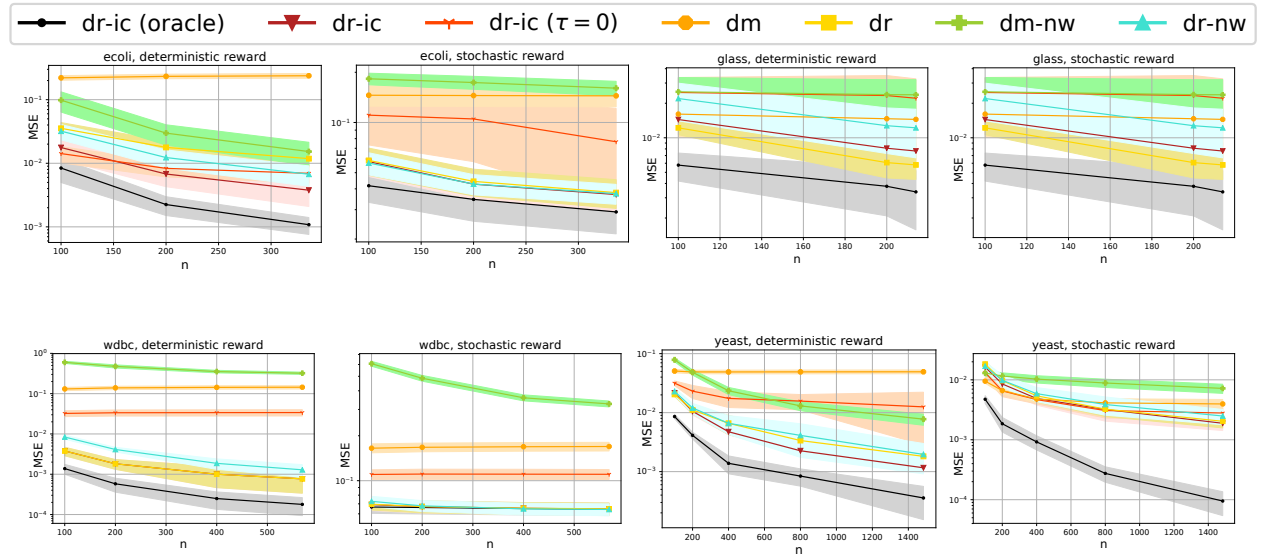 dr-ic (oracle) dr-ic dr-ic (τ = 0) dm dr dm-nw dr-nw
ecoli, deterministic reward
MSE
10⁻¹
10⁻²
10⁻³
100 150 200 250 300
n
ecoli, stochastic reward
MSE
10⁻¹
100 150 200 250 300
n
glass, deterministic reward
MSE
10⁻²
100 120 140 160 180 200
n
glass, stochastic reward
MSE
10⁻²
100 120 140 160 180 200
n
wdbc, deterministic reward
MSE
10⁰
10⁻¹
10⁻²
10⁻³
10⁻⁴
100 200 300 400 500
n
wdbc, stochastic reward
MSE
10⁻¹
100 200 300 400 500
n
yeast, deterministic reward
MSE
10⁻¹
10⁻²
10⁻³
200 400 600 800 1000 1200 1400
n
yeast, stochastic reward
MSE
10⁻²
10⁻³
10⁻⁴
200 400 600 800 1000 1200 1400
n